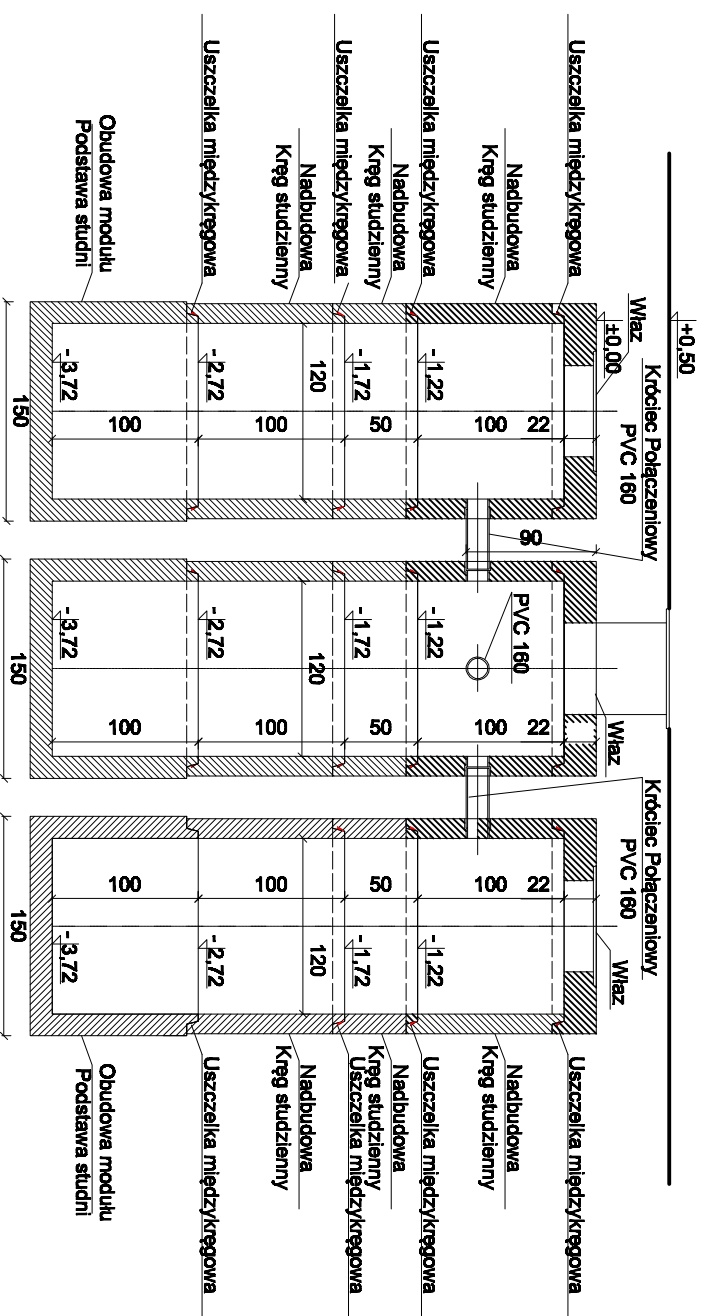 +0,50
Właz
±0,00
Króciec Połączeniowy
PVC 160
Właz
Króciec Połączeniowy
PVC 160
Właz
Uszczelka międzykręgowa
Nadbudowa
Kręg studzienny
Uszczelka międzykręgowa
Nadbudowa
Kręg studzienny
Uszczelka międzykręgowa
Nadbudowa
Kręg studzienny
Uszczelka międzykręgowa
Obudowa modułu
Podstawa studni
22
100
- 1,22
50
- 1,72
120
100
- 2,72
100
- 3,72
150
90
PVC 160
22
100
- 1,22
50
- 1,72
120
100
- 2,72
100
- 3,72
150
22
100
- 1,22
50
- 1,72
120
100
- 2,72
100
- 3,72
150
Uszczelka międzykręgowa
Nadbudowa
Kręg studzienny
Uszczelka międzykręgowa
Nadbudowa
Kręg studzienny
Uszczelka międzykręgowa
Nadbudowa
Kręg studzienny
Uszczelka międzykręgowa
Obudowa modułu
Podstawa studni